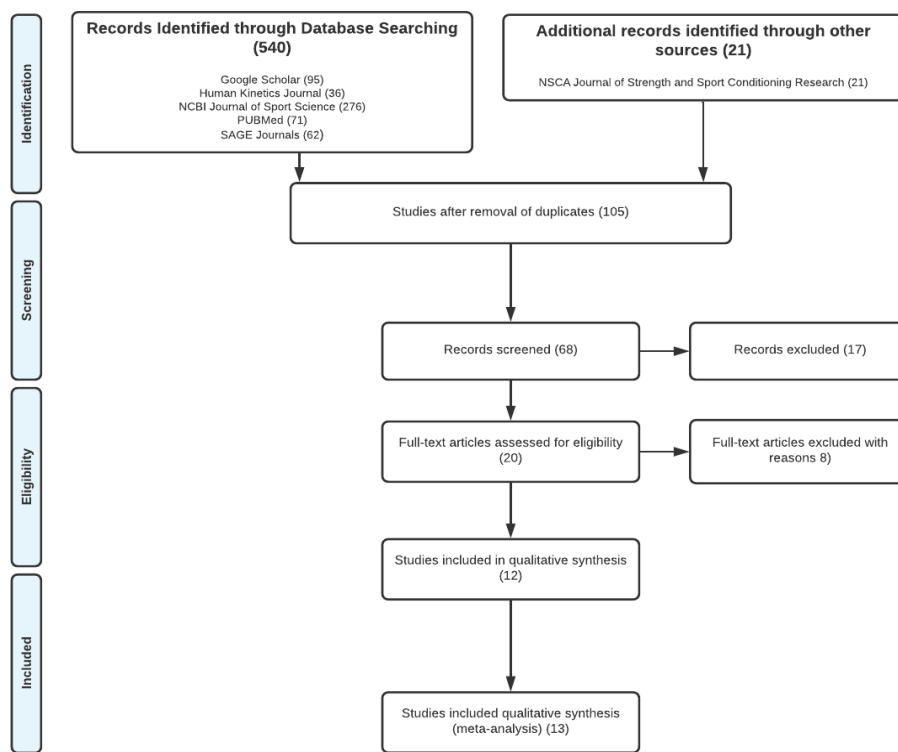 Identification
Records Identified through Database Searching
(540)
Google Scholar (95)
Human Kinetics Journal (36)
NCBI Journal of Sport Science (276)
PUBMed (71)
SAGE Journals (62)
Additional records identified through other
sources (21)
NSCA Journal of Strength and Sport Conditioning Research (21)
Screening
Studies after removal of duplicates (105)
Records screened (68)
Records excluded (17)
Eligibility
Full-text articles assessed for eligibility
(20)
Full-text articles excluded with
reasons 8)
Studies included in qualitative synthesis
(12)
Included
Studies included qualitative synthesis
(meta-analysis) (13)